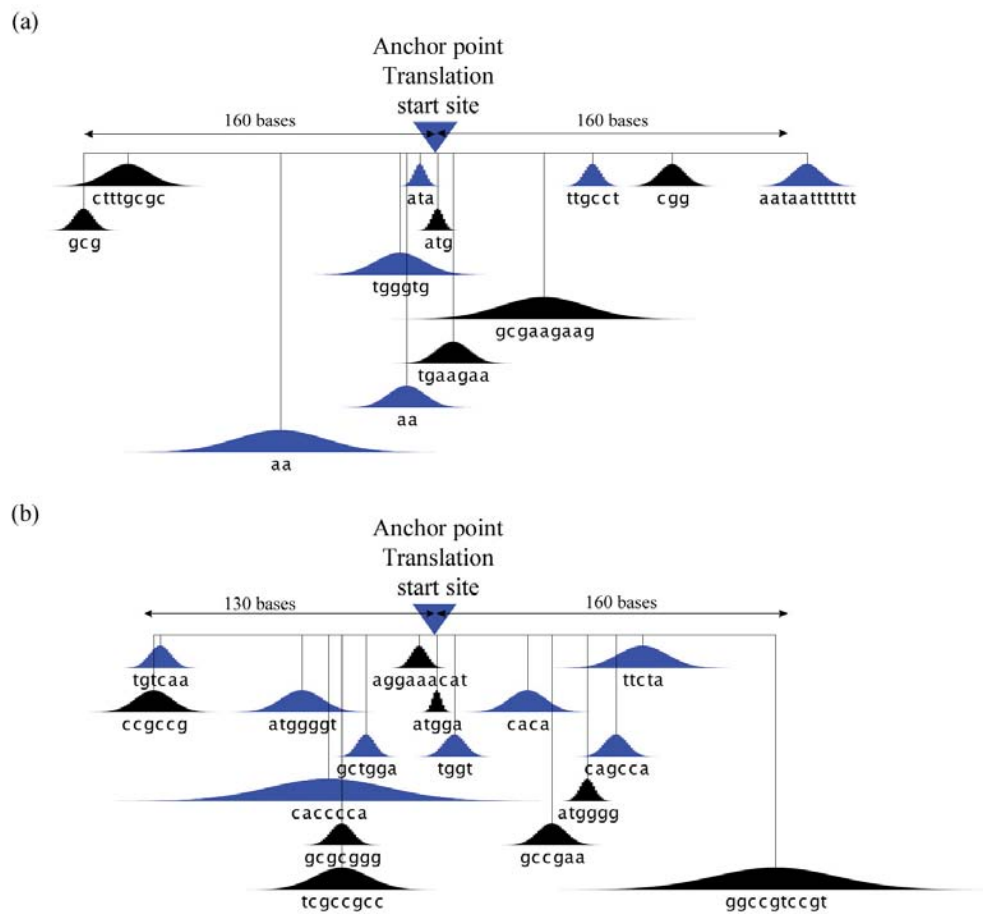 (a)
Anchor point
Translation
start site
160 bases 160 bases
ctttgcgc ata ttgcct cgg aataattttttt
gcg atg
tgggtg
gcgaagaag
tgaagaa
aa
aa
(b)
Anchor point
Translation
start site
130 bases 160 bases
tgtcaa aggaaacat ttcta
ccgccg atggggt atgga caca
gctgga tggt cagcca
cacccca atgggg
gcgcggg gccgaa
tcgccgcc ggccgtccgt